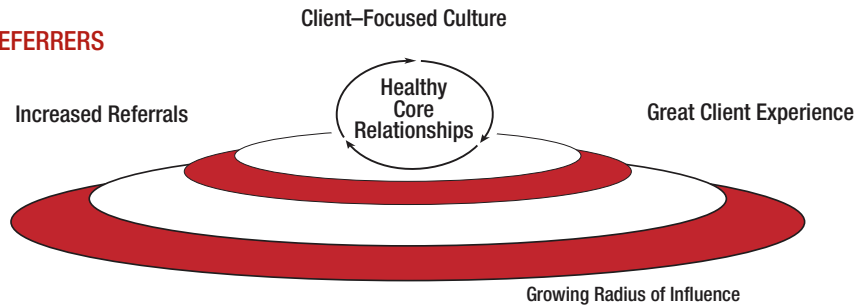 Client–Focused Culture
EFERRERS
Healthy
Core
Relationships
Increased Referrals
Great Client Experience
Growing Radius of Influence